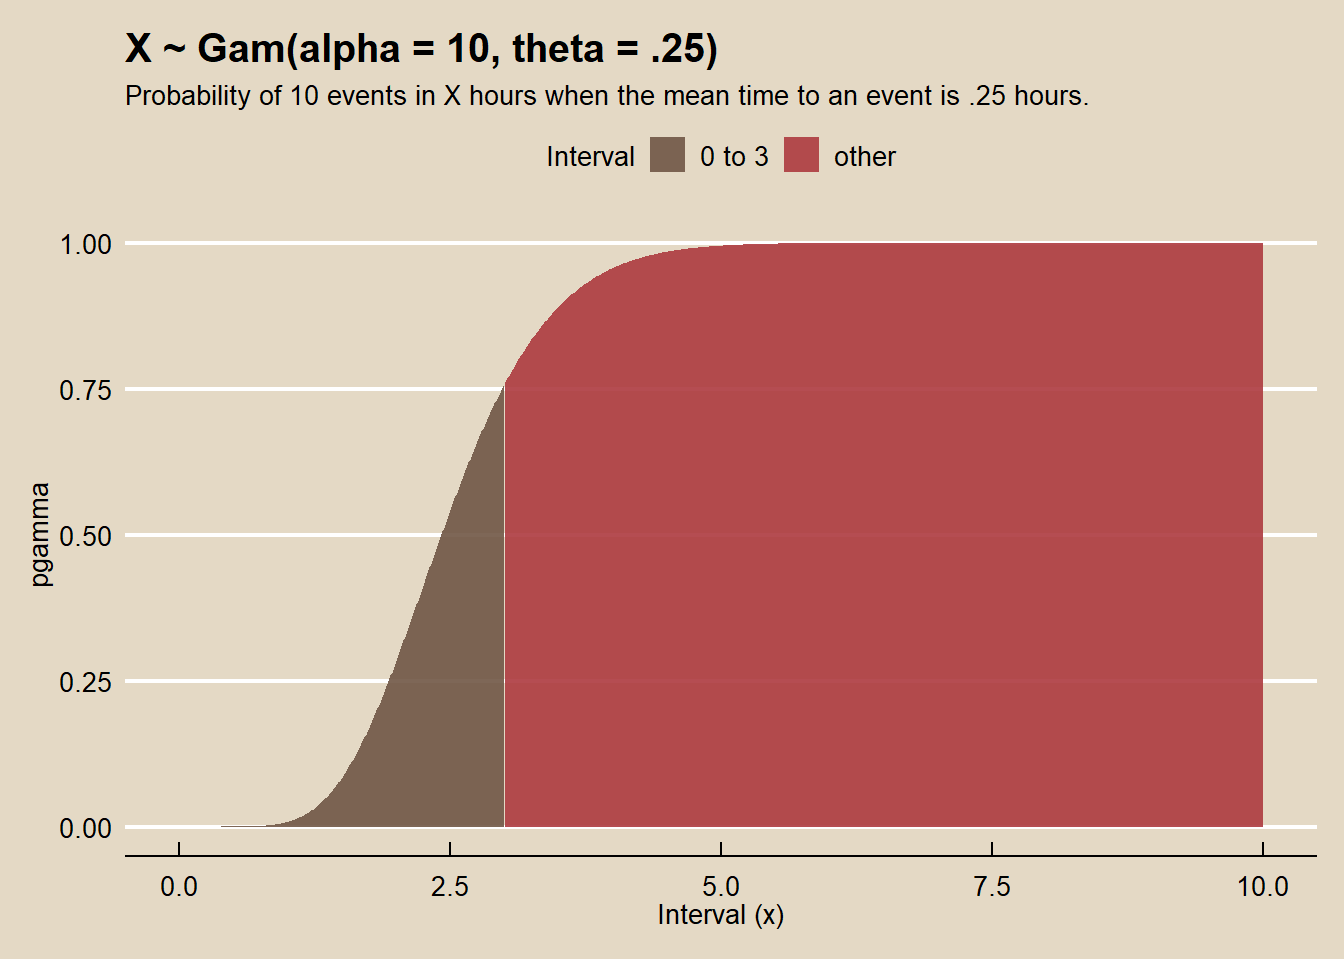 X ~ Gam(alpha = 10, theta = .25)
Probability of 10 events in X hours when the mean time to an event is .25 hours.
Interval 0 to 3 other
1.00
0.75
0.50
0.25
0.00
pgamma
0.0 2.5 5.0 7.5 10.0
Interval (x)